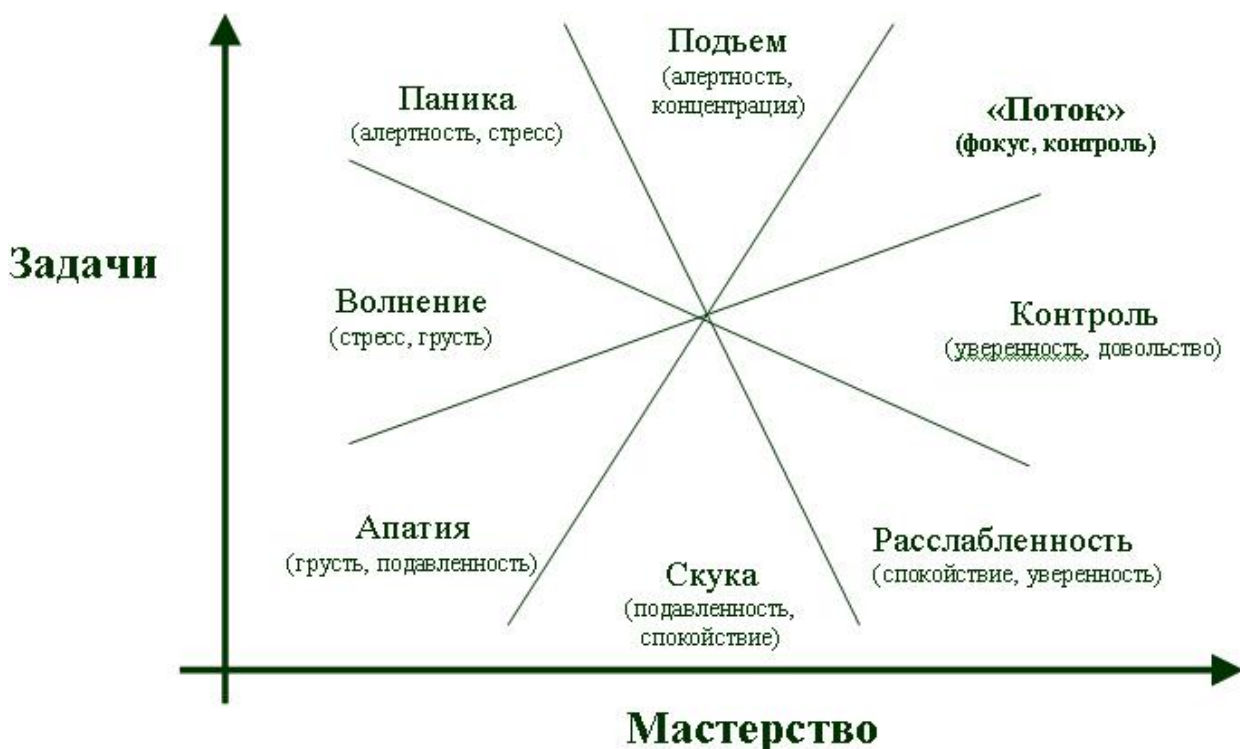 Подъем
(алертность,
концентрация)
Паника
(алертность, стресс)
«Поток»
(фокус, контроль)
Задачи
Волнение
(стресс, грусть)
Контроль
(уверенность, довольство)
Апатия
(грусть, подавленность)
Скука
(подавленность,
спокойствие)
Расслабленность
(спокойствие, уверенность)
Мастерство